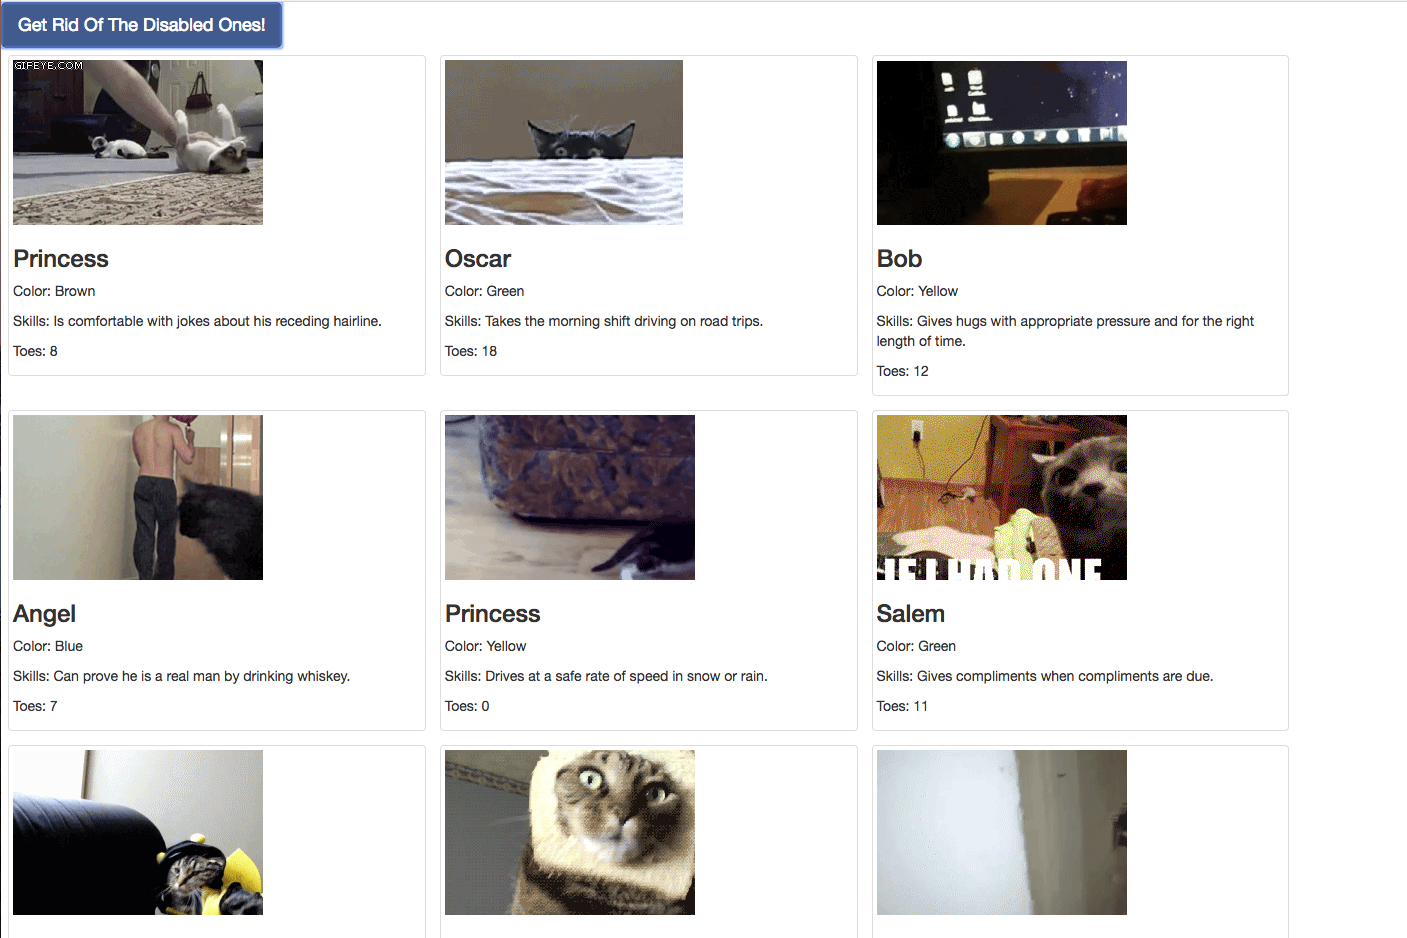 Get Rid Of The Disabled Ones!
GIFEYE.COM
Princess
Color: Brown
Skills: Is comfortable with jokes about his receding hairline.
Toes: 8
Oscar
Color: Green
Skills: Takes the morning shift driving on road trips.
Toes: 18
Bob
Color: Yellow
Skills: Gives hugs with appropriate pressure and for the right
length of time.
Toes: 12
Angel
Color: Blue
Skills: Can prove he is a real man by drinking whiskey.
Toes: 7
Princess
Color: Yellow
Skills: Drives at a safe rate of speed in snow or rain.
Toes: 0
IF I HAD ONE
Salem
Color: Green
Skills: Gives compliments when compliments are due.
Toes: 11